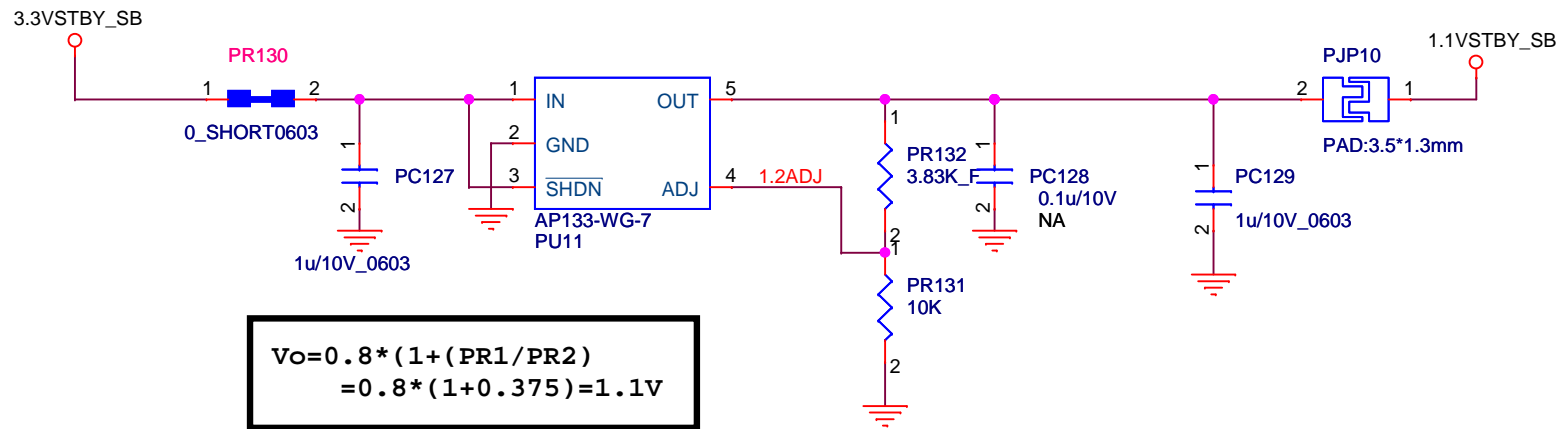 3.3VSTBY_SB
1.1VSTBY_SB
PR130
PJP10
1
2
1
IN
OUT
5
2
1
0_SHORT0603
2
GND
1
PR132
3.83K_F
PAD:3.5*1.3mm
1
PC127
2
3
SHDN
ADJ
4
1.2ADJ
1
PC128
0.1u/10V
NA
2
1
PC129
1u/10V_0603
2
AP133-WG-7
PU11
2
1
1u/10V_0603
PR131
10K
2
Vo=0.8*(1+(PR1/PR2)
=0.8*(1+0.375)=1.1V